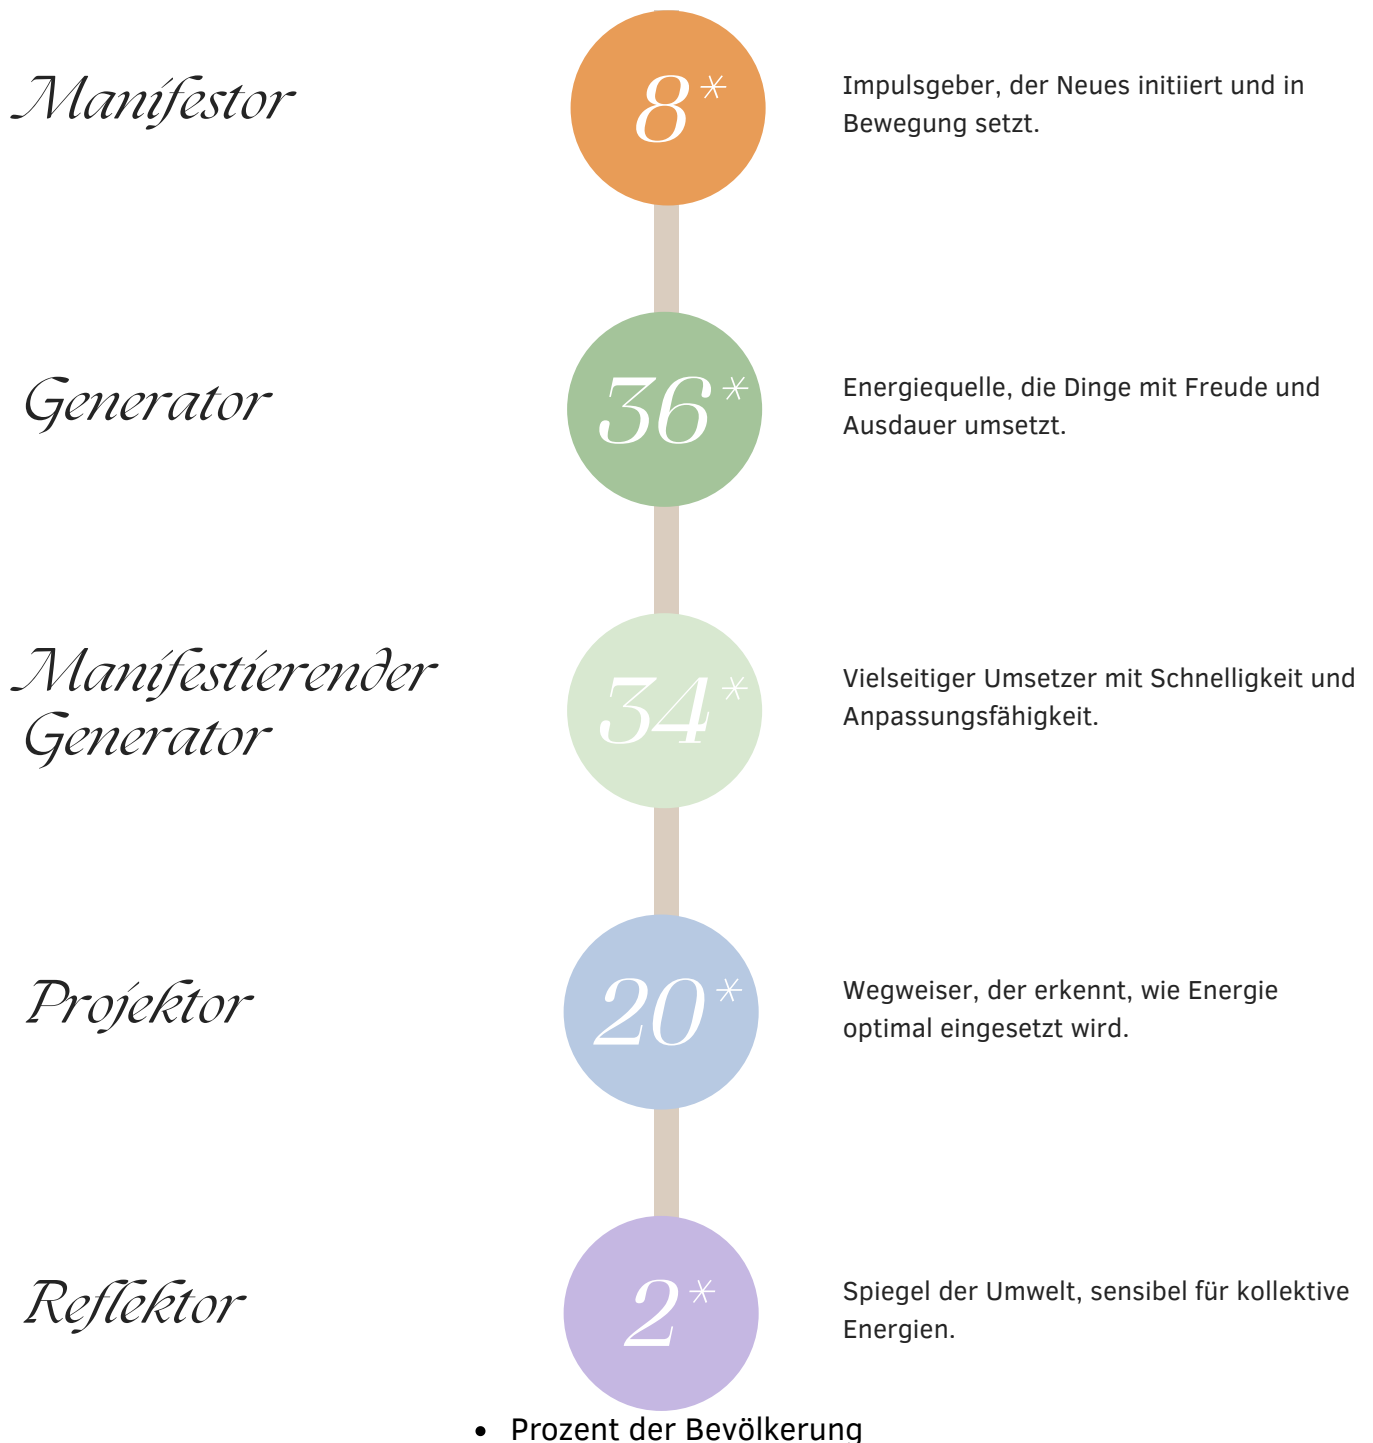 Manifestor
8*
Impulsgeber, der Neues initiiert und in
Bewegung setzt.
Generator
36*
Energiequelle, die Dinge mit Freude und
Ausdauer umsetzt.
Manifestierender
Generator
34*
Vielseitiger Umsetzer mit Schnelligkeit und
Anpassungsfähigkeit.
Projektor
20*
Wegweiser, der erkennt, wie Energie
optimal eingesetzt wird.
Reflektor
2*
Spiegel der Umwelt, sensibel für kollektive
Energien.
• Prozent der Bevölkerung